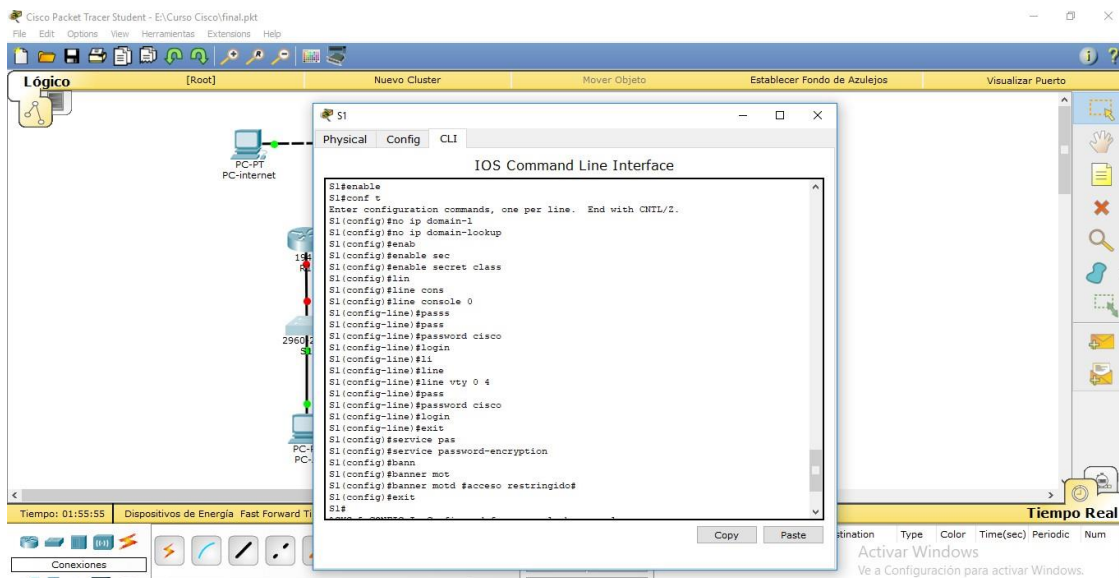 Cisco Packet Tracer Student - E:\Curso Cisco\final.pkt
File Edit Options View Herramientas Extensions Help
Lógico [Root] Nuevo Cluster Mover Objeto Establecer Fondo de Azulejos Visualizar Puerto
PC-PT
PC-internet
S1
Physical Config CLI
IOS Command Line Interface
S1#enable
S1#conf t
Enter configuration commands, one per line. End with CNTL/Z.
S1(config)#no ip domain-l
S1(config)#no ip domain-lookup
S1(config)#enab
S1(config)#enable sec
S1(config)#enable secret class
S1(config)#lin
S1(config)#line cons
S1(config)#line console 0
S1(config-line)#passs
S1(config-line)#pass
S1(config-line)#password cisco
S1(config-line)#login
S1(config-line)#li
S1(config-line)#line
S1(config-line)#line vty 0 4
S1(config-line)#pass
S1(config-line)#password cisco
S1(config-line)#login
S1(config-line)#exit
S1(config)#service pas
S1(config)#service password-encryption
S1(config)#bann
S1(config)#banner mot
S1(config)#banner motd #acceso restringido#
S1(config)#exit
S1#
Copy Paste
Tiempo: 01:55:55 Dispositivos de Energía Fast Forward Ti
Tiempo Real
Conexiones
stination Type Color Time(sec) Periodic Num
Activar Windows
Ve a Configuración para activar Windows.